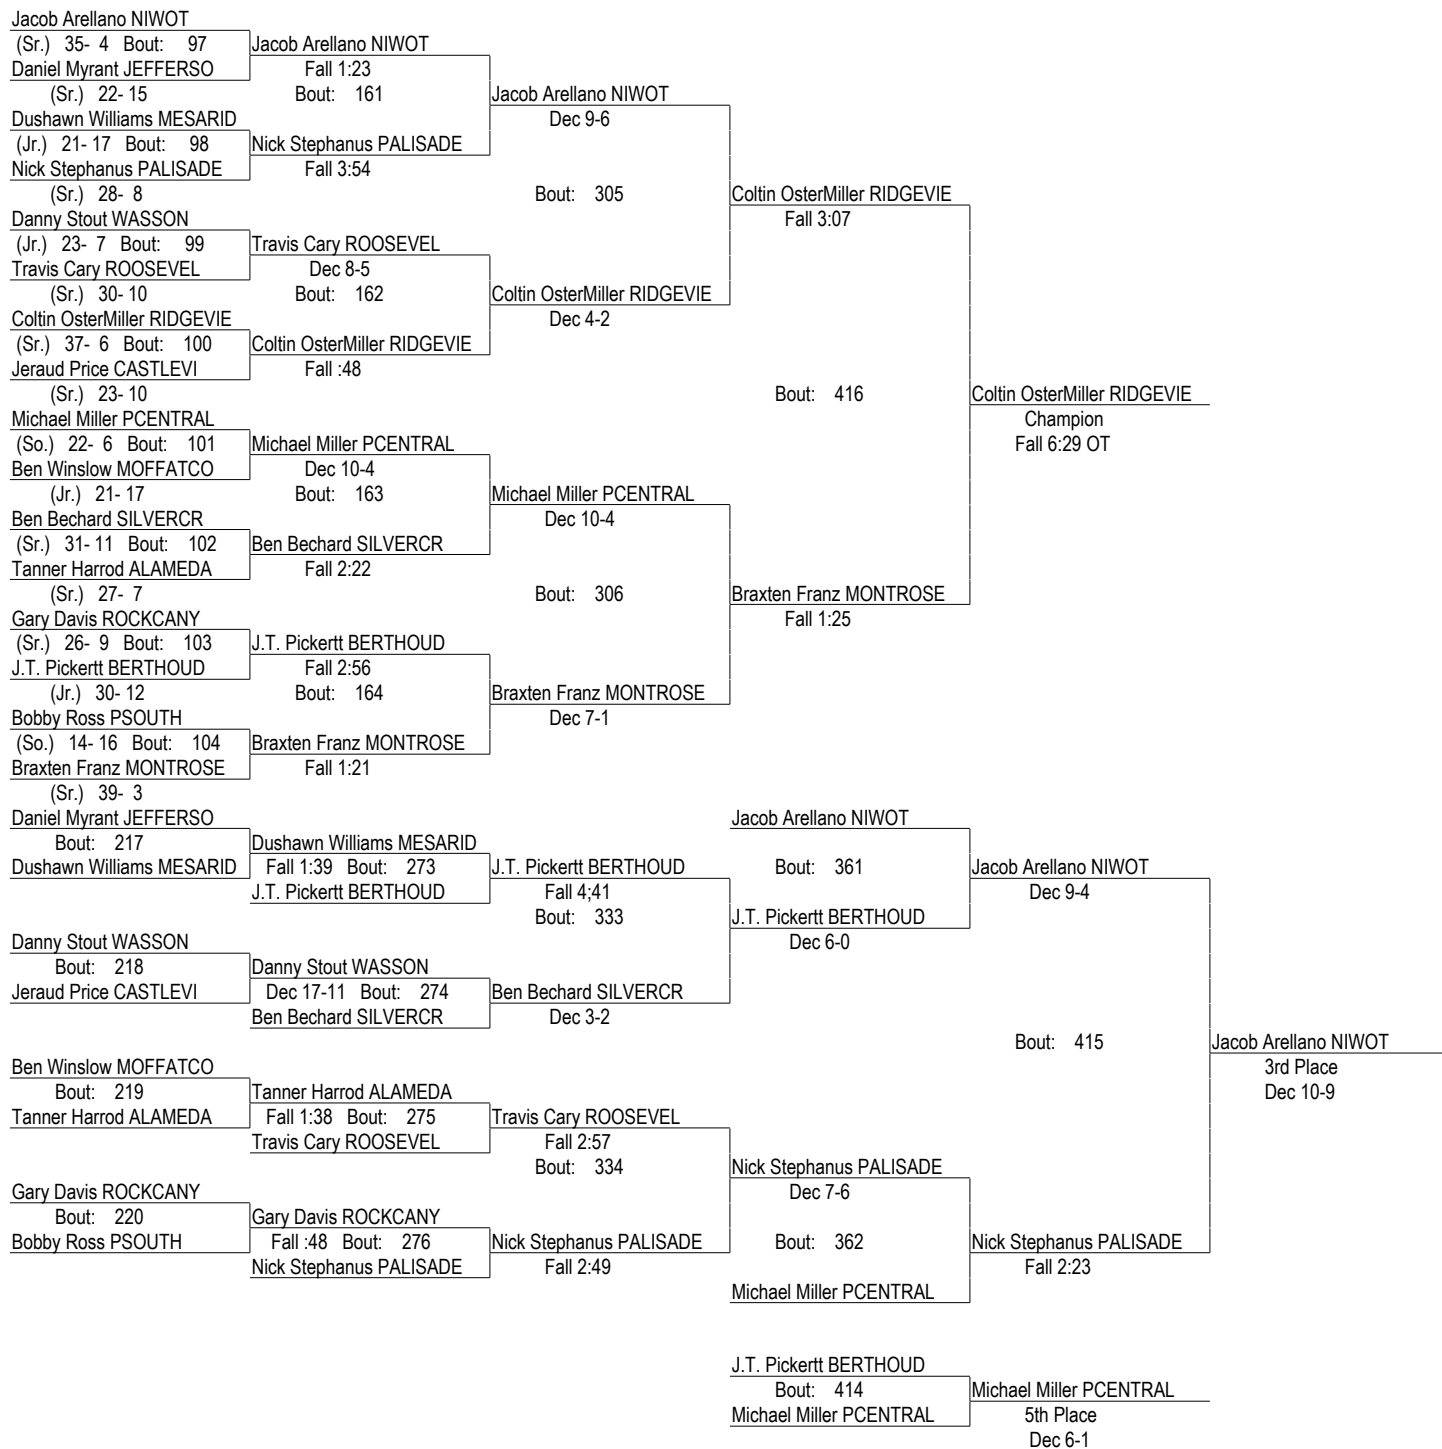 Jacob Arellano NIWOT
(Sr.) 35- 4 Bout: 97 Jacob Arellano NIWOT
Daniel Myrant JEFFERSO Fall 1:23
(Sr.) 22- 15 Bout: 161 Jacob Arellano NIWOT
Dushawn Williams MESARID Dec 9-6
(Jr.) 21- 17 Bout: 98 Nick Stephanus PALISADE
Nick Stephanus PALISADE Fall 3:54
(Sr.) 28- 8 Bout: 305 Coltin OsterMiller RIDGEVIE
Danny Stout WASSON Fall 3:07
(Jr.) 23- 7 Bout: 99 Travis Cary ROOSEVEL
Travis Cary ROOSEVEL Dec 8-5
(Sr.) 30- 10 Bout: 162 Coltin OsterMiller RIDGEVIE
Coltin OsterMiller RIDGEVIE Dec 4-2
(Sr.) 37- 6 Bout: 100 Coltin OsterMiller RIDGEVIE
Jeraud Price CASTLEVI Fall :48
(Sr.) 23- 10 Bout: 416 Coltin OsterMiller RIDGEVIE
Michael Miller PCENTRAL Champion
(So.) 22- 6 Bout: 101 Michael Miller PCENTRAL Fall 6:29 OT
Ben Winslow MOFFATCO Dec 10-4
(Jr.) 21- 17 Bout: 163 Michael Miller PCENTRAL
Ben Bechard SILVERCR Dec 10-4
(Sr.) 31- 11 Bout: 102 Ben Bechard SILVERCR
Tanner Harrod ALAMEDA Fall 2:22
(Sr.) 27- 7 Bout: 306 Braxten Franz MONTROSE
Gary Davis ROCKCANY Fall 1:25
(Sr.) 26- 9 Bout: 103 J.T. Pickertt BERTHOUD
J.T. Pickertt BERTHOUD Fall 2:56
(Jr.) 30- 12 Bout: 164 Braxten Franz MONTROSE
Bobby Ross PSOUTH Dec 7-1
(So.) 14- 16 Bout: 104 Braxten Franz MONTROSE
Braxten Franz MONTROSE Fall 1:21
(Sr.) 39- 3
Daniel Myrant JEFFERSO Jacob Arellano NIWOT
Bout: 217 Dushawn Williams MESARID
Dushawn Williams MESARID Fall 1:39 Bout: 273 J.T. Pickertt BERTHOUD Bout: 361 Jacob Arellano NIWOT
J.T. Pickertt BERTHOUD Fall 4;41 Dec 9-4
Bout: 333 J.T. Pickertt BERTHOUD
Danny Stout WASSON Dec 6-0
Bout: 218 Danny Stout WASSON
Jeraud Price CASTLEVI Dec 17-11 Bout: 274 Ben Bechard SILVERCR
Ben Bechard SILVERCR Dec 3-2
Bout: 415 Jacob Arellano NIWOT
Ben Winslow MOFFATCO 3rd Place
Bout: 219 Tanner Harrod ALAMEDA Dec 10-9
Tanner Harrod ALAMEDA Fall 1:38 Bout: 275 Travis Cary ROOSEVEL
Travis Cary ROOSEVEL Fall 2:57
Bout: 334 Nick Stephanus PALISADE
Gary Davis ROCKCANY Dec 7-6
Bout: 220 Gary Davis ROCKCANY
Bobby Ross PSOUTH Fall :48 Bout: 276 Nick Stephanus PALISADE Bout: 362 Nick Stephanus PALISADE
Nick Stephanus PALISADE Fall 2:49 Fall 2:23
Michael Miller PCENTRAL
J.T. Pickertt BERTHOUD
Bout: 414 Michael Miller PCENTRAL
Michael Miller PCENTRAL 5th Place
Dec 6-1